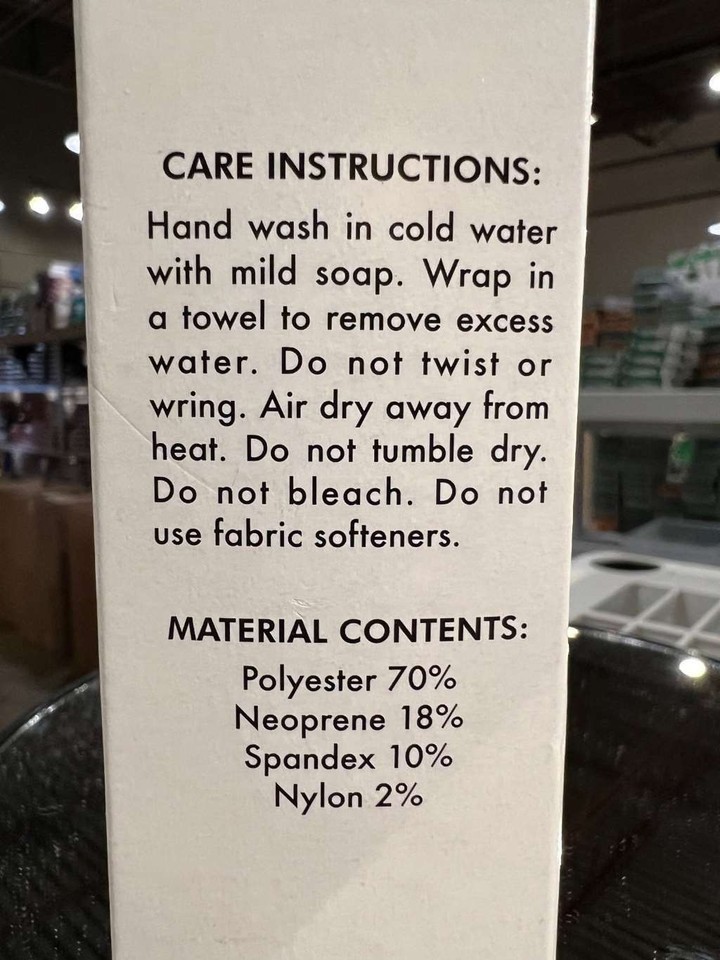 CARE INSTRUCTIONS:
Hand wash in cold water
with mild soap. Wrap in
a towel to remove excess
water. Do not twist or
wring. Air dry away from
heat. Do not tumble dry.
Do not bleach. Do not
use fabric softeners.
MATERIAL CONTENTS:
Polyester 70%
Neoprene 18%
Spandex 10%
Nylon 2%